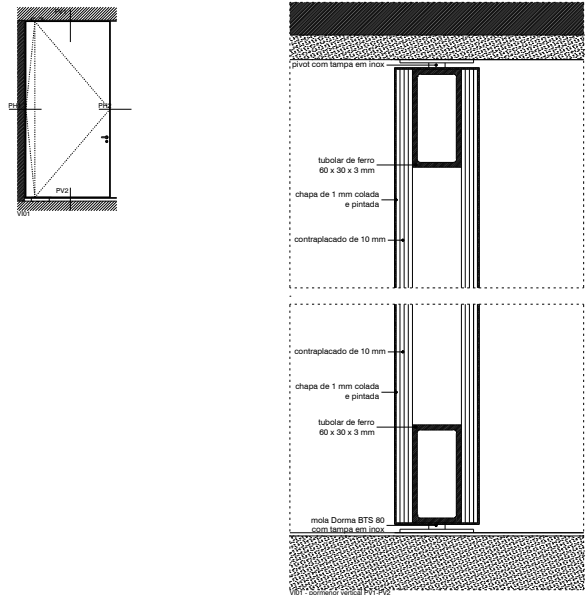 PV1
PH1
PH2
PV2
VI01
pivot com tampa em inox
tubolar de ferro
60 x 30 x 3 mm
chapa de 1 mm colada
e pintada
contraplacado de 10 mm
contraplacado de 10 mm
chapa de 1 mm colada
e pintada
tubolar de ferro
60 x 30 x 3 mm
mola Dorma BTS 80
com tampa em inox
VI01 - pormenor vertical PV1-PV2